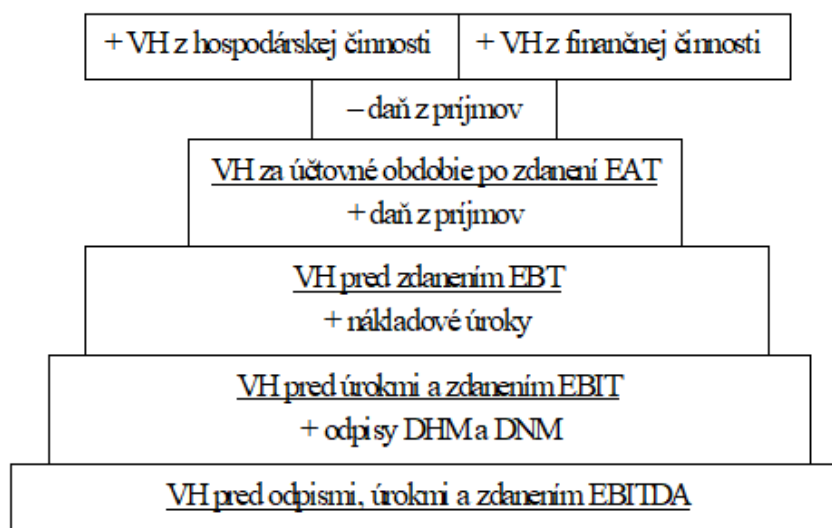 + VH z hospodárskej činnosti + VH z finančnej činnosti
– daň z príjmov
VH za účtovné obdobie po zdanení EAT
+ daň z príjmov
VH pred zdanením EBT
+ nákladové úroky
VH pred úrokmi a zdanením EBIT
+ odpisy DHM a DNM
VH pred odpismi, úrokmi a zdanením EBITDA